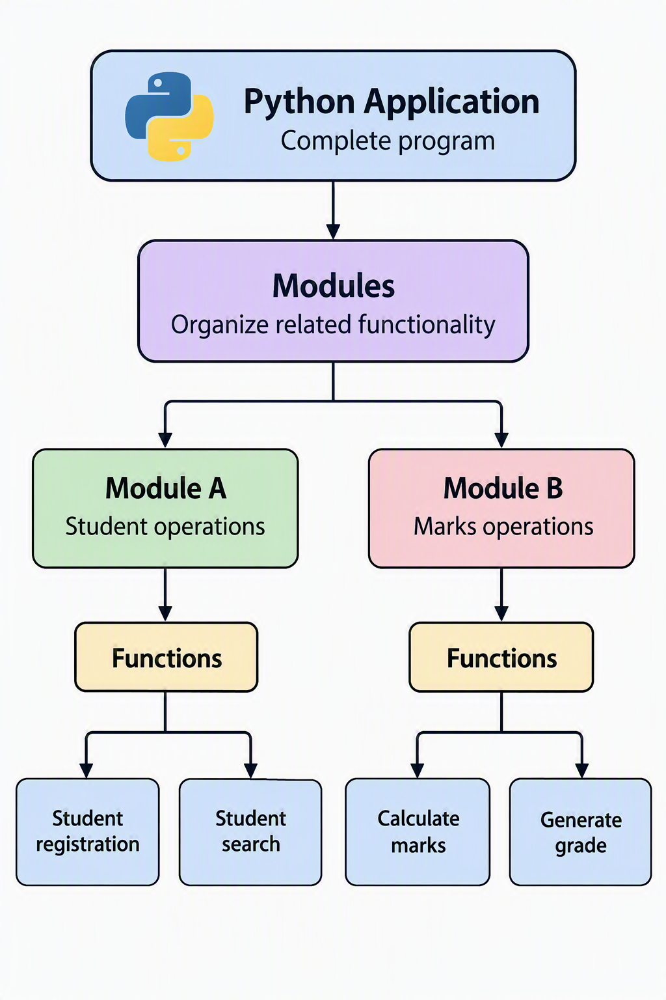 Python Application
Complete program
Modules
Organize related functionality
Module A
Student operations
Module B
Marks operations
Functions
Functions
Student
registration
Student
search
Calculate
marks
Generate
grade